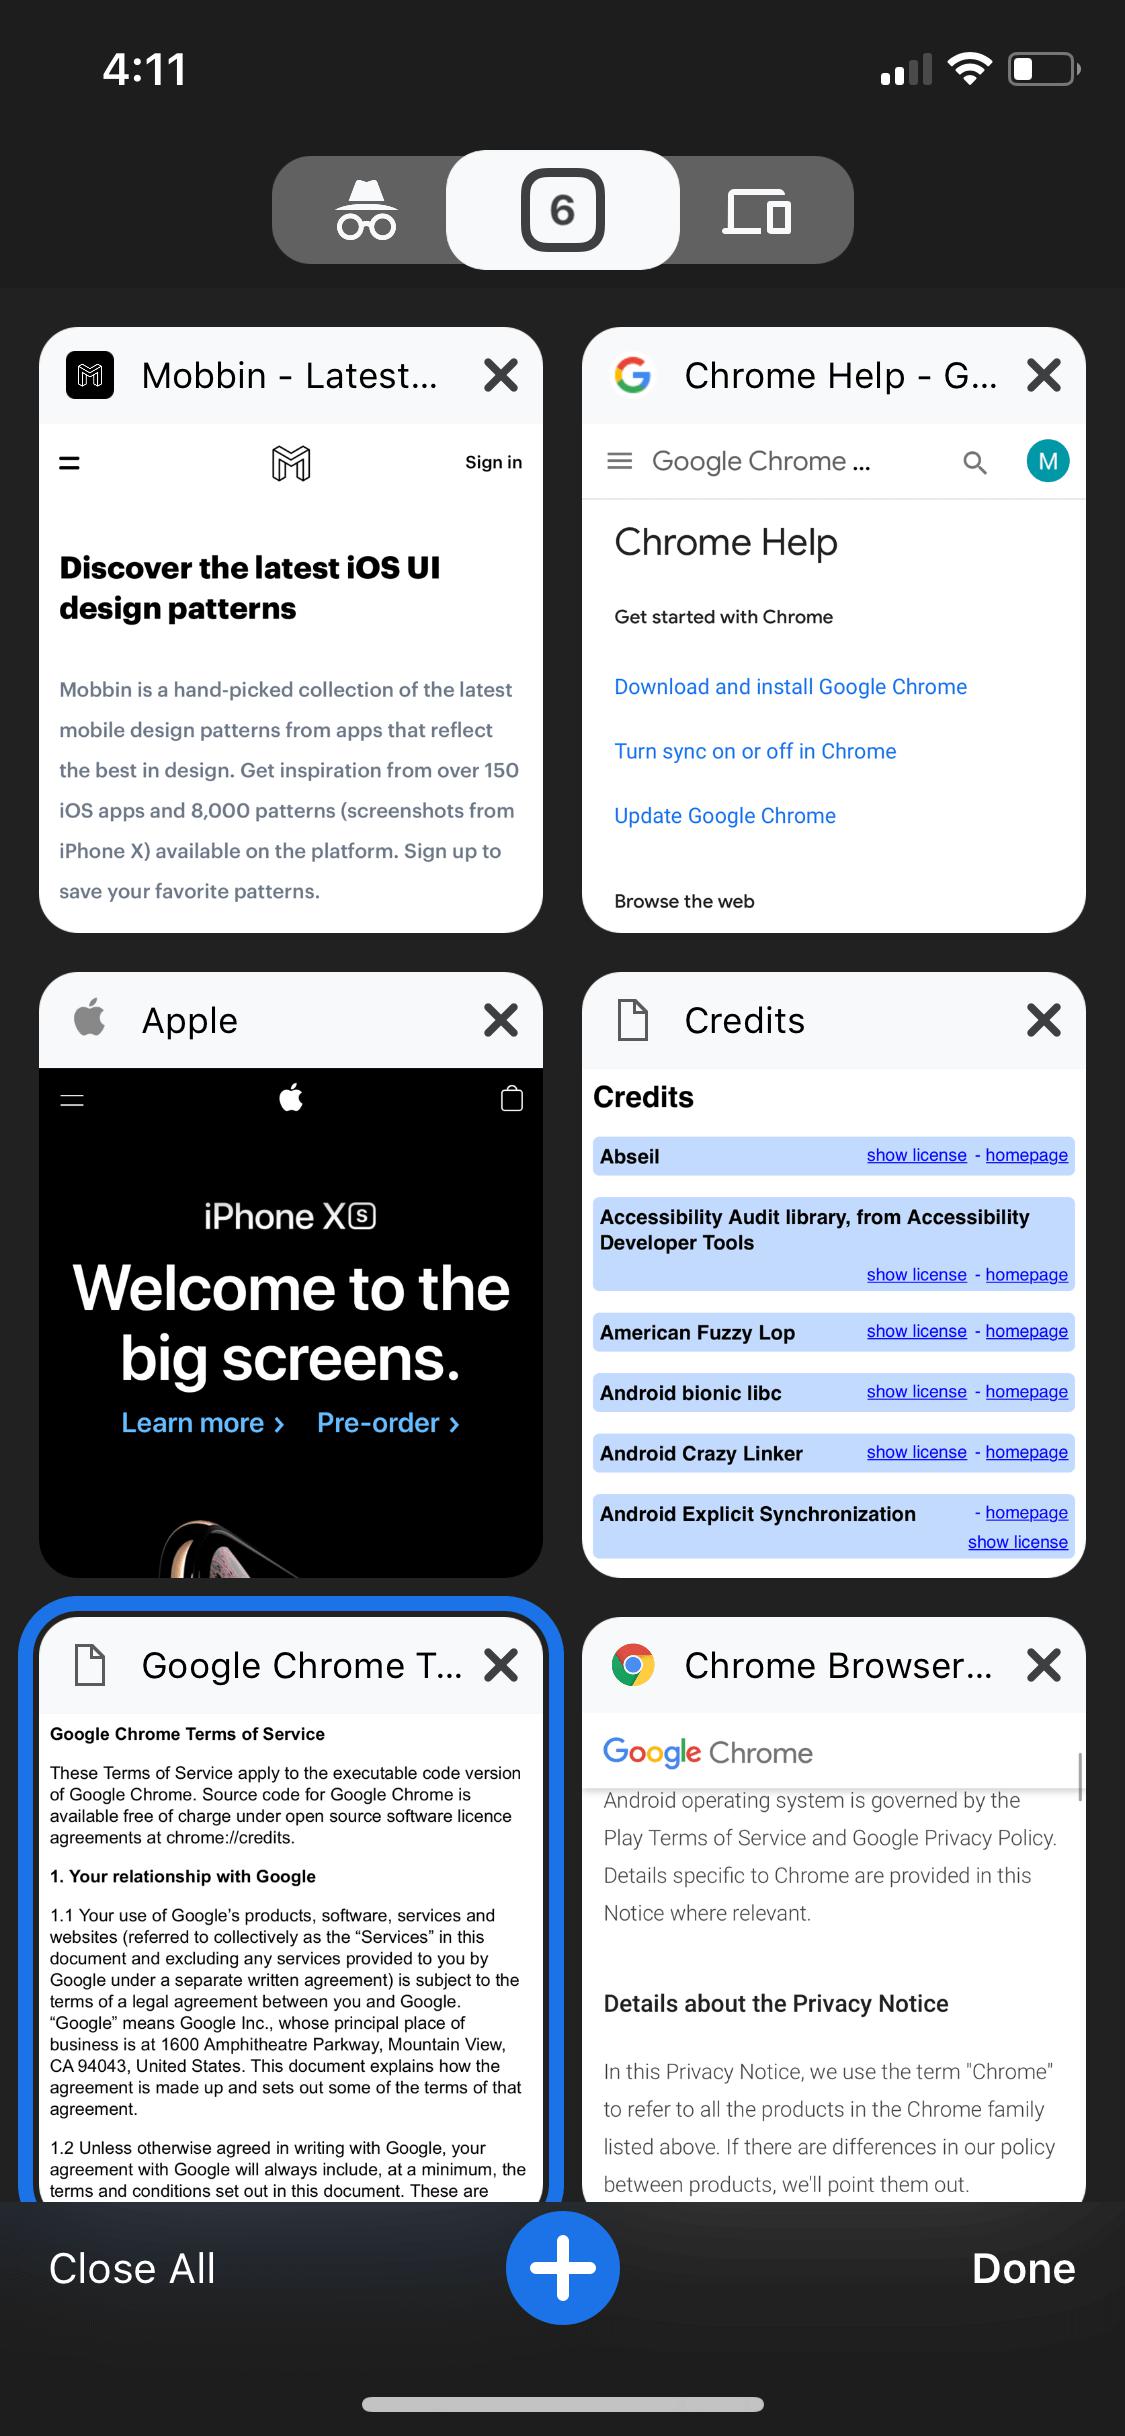 4:11
6
Mobbin - Latest...
Sign in
Discover the latest iOS UI
design patterns
Mobbin is a hand-picked collection of the latest
mobile design patterns from apps that reflect
the best in design. Get inspiration from over 150
iOS apps and 8,000 patterns (screenshots from
iPhone X) available on the platform. Sign up to
save your favorite patterns.
Chrome Help - G...
Google Chrome ...
M
Chrome Help
Get started with Chrome
Download and install Google Chrome
Turn sync on or off in Chrome
Update Google Chrome
Browse the web
Apple
iPhone XS
Welcome to the
big screens.
Learn more › Pre-order ›
Credits
Credits
Abseil show license - homepage
Accessibility Audit library, from Accessibility
Developer Tools
show license - homepage
American Fuzzy Lop show license - homepage
Android bionic libc show license - homepage
Android Crazy Linker show license - homepage
Android Explicit Synchronization - homepage
show license
Google Chrome T...
Google Chrome Terms of Service
These Terms of Service apply to the executable code version
of Google Chrome. Source code for Google Chrome is
available free of charge under open source software licence
agreements at chrome://credits.
1. Your relationship with Google
1.1 Your use of Google’s products, software, services and
websites (referred to collectively as the “Services” in this
document and excluding any services provided to you by
Google under a separate written agreement) is subject to the
terms of a legal agreement between you and Google.
“Google” means Google Inc., whose principal place of
business is at 1600 Amphitheatre Parkway, Mountain View,
CA 94043, United States. This document explains how the
agreement is made up and sets out some of the terms of that
agreement.
1.2 Unless otherwise agreed in writing with Google, your
agreement with Google will always include, at a minimum, the
terms and conditions set out in this document. These are
Chrome Browser...
Google Chrome
Android operating system is governed by the
Play Terms of Service and Google Privacy Policy.
Details specific to Chrome are provided in this
Notice where relevant.
Details about the Privacy Notice
In this Privacy Notice, we use the term "Chrome"
to refer to all the products in the Chrome family
listed above. If there are differences in our policy
between products, we'll point them out.
Close All
Done